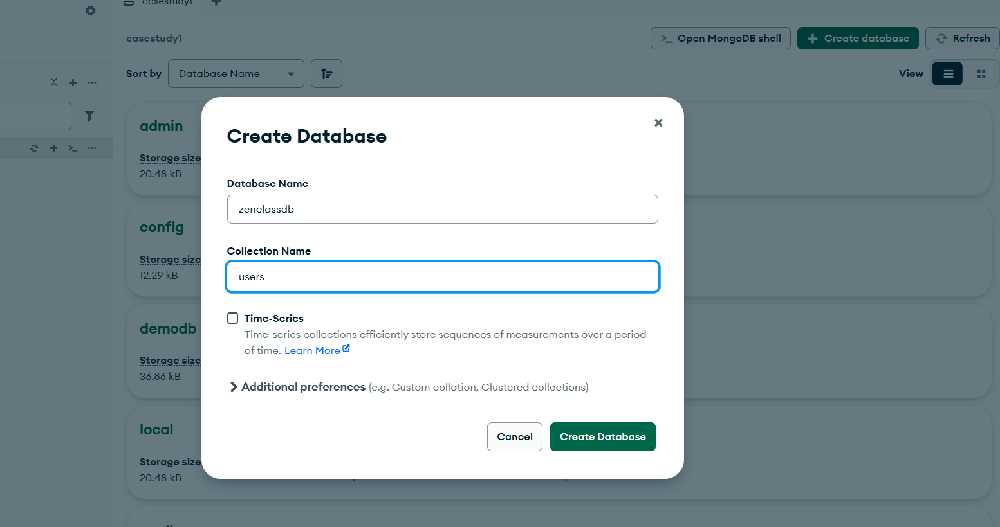 casestudy1
casestudy1
>_ Open MongoDB shell
Create database
Refresh
Sort by
Database Name
View
admin
Storage size
20.48 kB
config
Storage size
12.29 kB
demodb
Storage size
36.86 kB
local
Storage size
20.48 kB
Create Database
Database Name
zenclassdb
Collection Name
users
Time-Series
Time-series collections efficiently store sequences of measurements over a period
of time. Learn More
Additional preferences (e.g. Custom collation, Clustered collections)
Cancel
Create Database